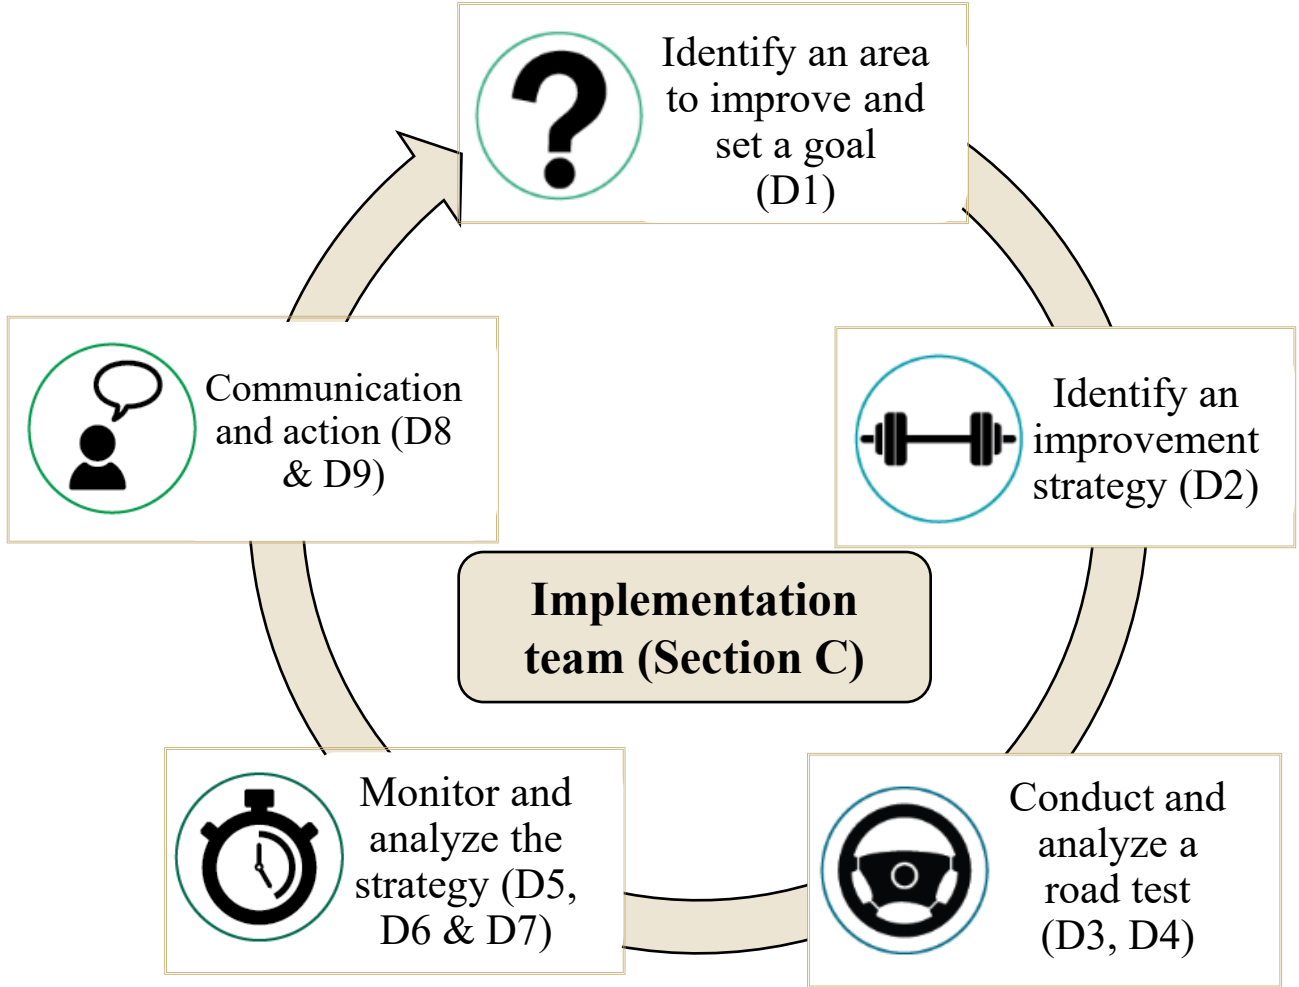 Identify an area
to improve and
set a goal
(D1)
Identify an
improvement
strategy (D2)
Conduct and
analyze a
road test
(D3, D4)
Monitor and
analyze the
strategy (D5,
D6 & D7)
Communication
and action (D8
& D9)
Implementation
team (Section C)